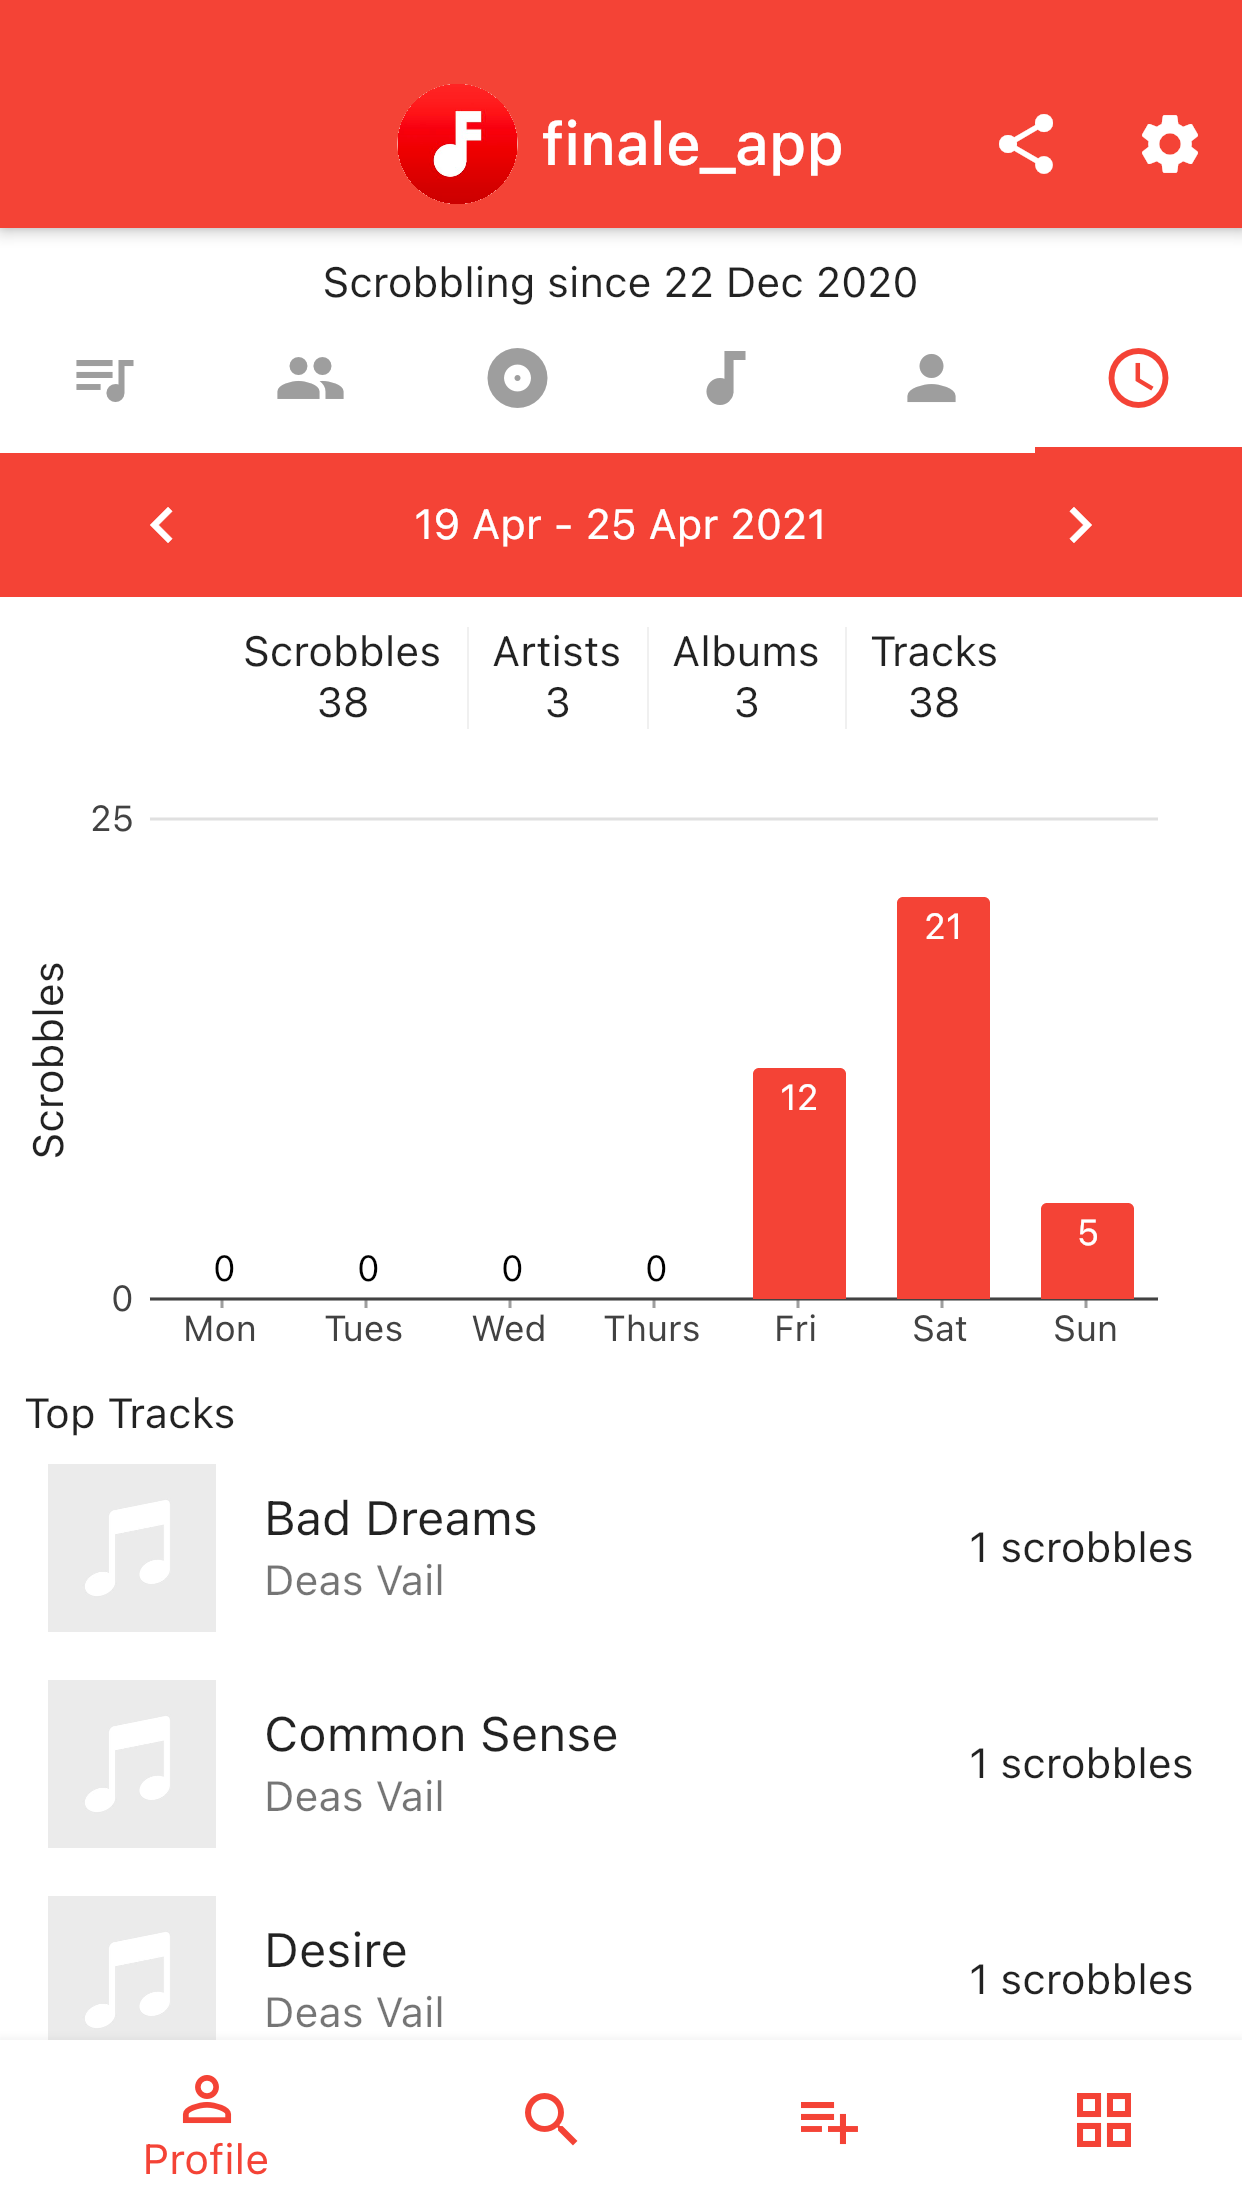 finale_app
Scrobbling since 22 Dec 2020
19 Apr - 25 Apr 2021
Scrobbles Artists Albums Tracks
38 3 3 38
25
21
12
5
Scrobbles
0 0 0 0
0
Mon Tues Wed Thurs Fri Sat Sun
Top Tracks
Bad Dreams
Deas Vail
1 scrobbles
Common Sense
Deas Vail
1 scrobbles
Desire
Deas Vail
1 scrobbles
Profile